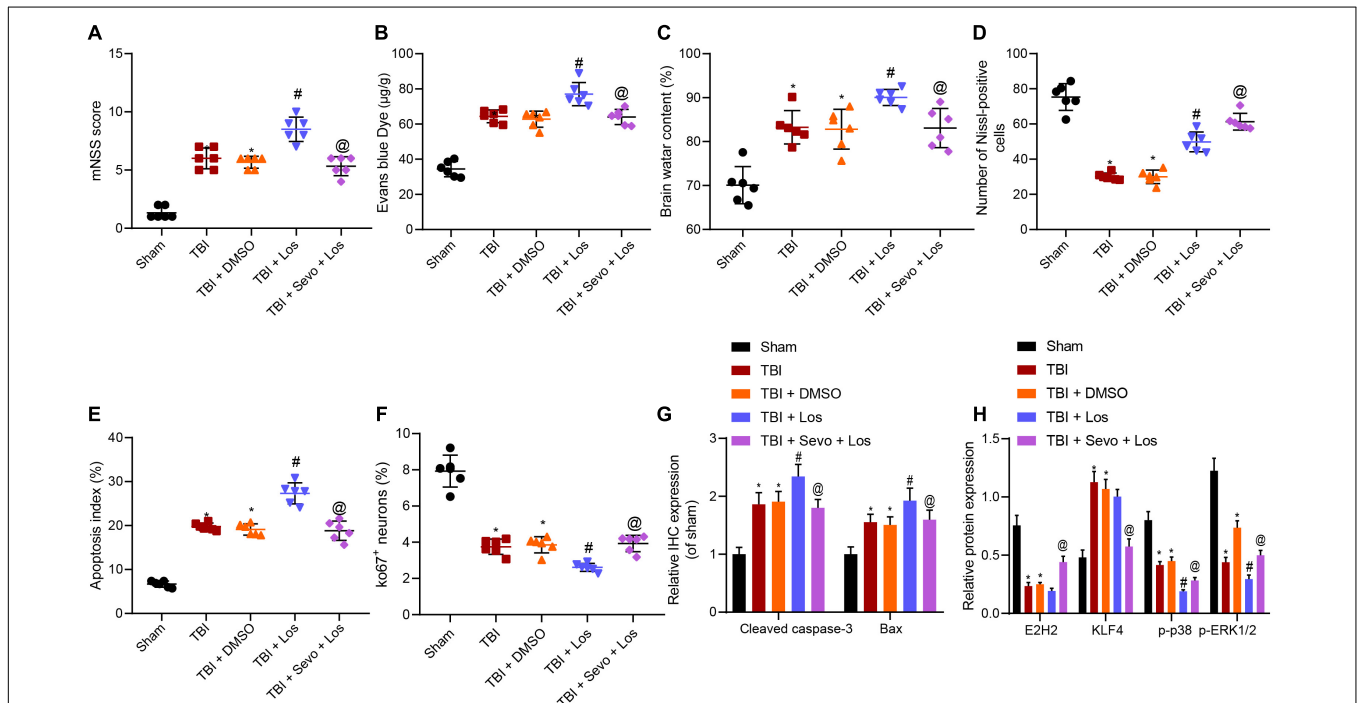 A
mNSS score
15
10
5
0
#
*
*
@
Sham
TBI
TBI + DMSO
TBI + Los
TBI + Sevo + Los
B
Evans blue Dye (µg/g)
100
80
60
40
20
0
*
*
#
@
Sham
TBI
TBI + DMSO
TBI + Los
TBI + Sevo + Los
C
Brain watar content (%)
100
90
80
70
60
*
*
#
@
Sham
TBI
TBI + DMSO
TBI + Los
TBI + Sevo + Los
D
Number of Nissi-positive
cells
100
80
60
40
20
0
*
*
#
@
Sham
TBI
TBI + DMSO
TBI + Los
TBI + Sevo + Los
E
Apoptosis index (%)
40
30
20
10
0
*
*
#
@
Sham
TBI
TBI + DMSO
TBI + Los
TBI + Sevo + Los
F
ko67+ neurons (%)
10
8
6
4
2
0
*
*
#
@
Sham
TBI
TBI + DMSO
TBI + Los
TBI + Sevo + Los
Sham
TBI
TBI + DMSO
TBI + Los
TBI + Sevo + Los
G
Relative IHC expression
(of sham)
3
2
1
0
* * # @
* * # @
Cleaved caspase-3 Bax
Sham
TBI
TBI + DMSO
TBI + Los
TBI + Sevo + Los
H
Relative protein expression
1.5
1.0
0.5
0.0
* * @
* * @
* * # @
* * # @
E2H2 KLF4 p-p38 p-ERK1/2